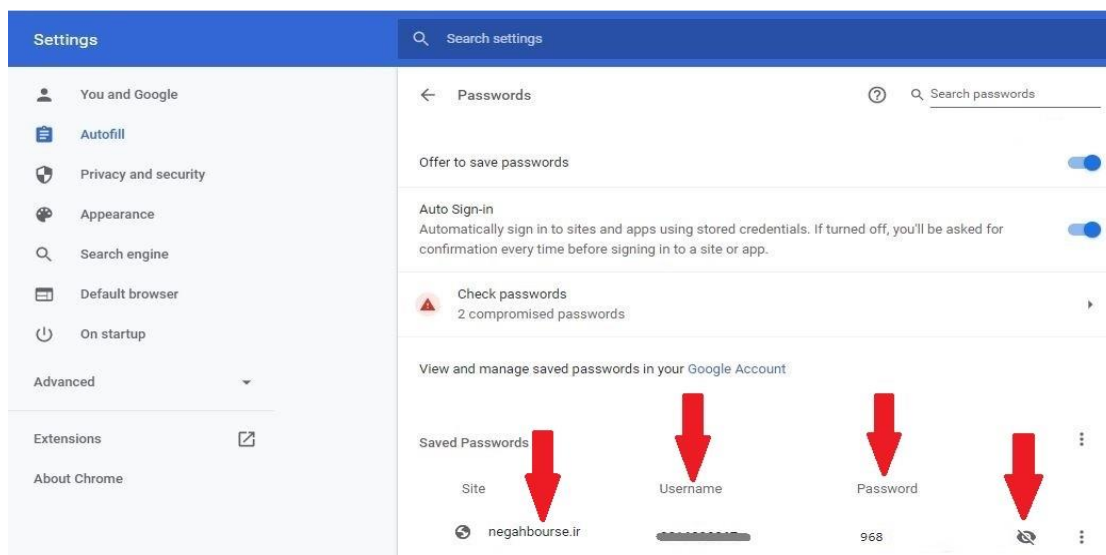 Settings
Search settings
You and Google
Autofill
Privacy and security
Appearance
Search engine
Default browser
On startup
Advanced
Extensions
About Chrome
Passwords
Search passwords
Offer to save passwords
Auto Sign-in
Automatically sign in to sites and apps using stored credentials. If turned off, you'll be asked for
confirmation every time before signing in to a site or app.
Check passwords
2 compromised passwords
View and manage saved passwords in your Google Account
Saved Passwords
Site Username Password
negahbourse.ir 968